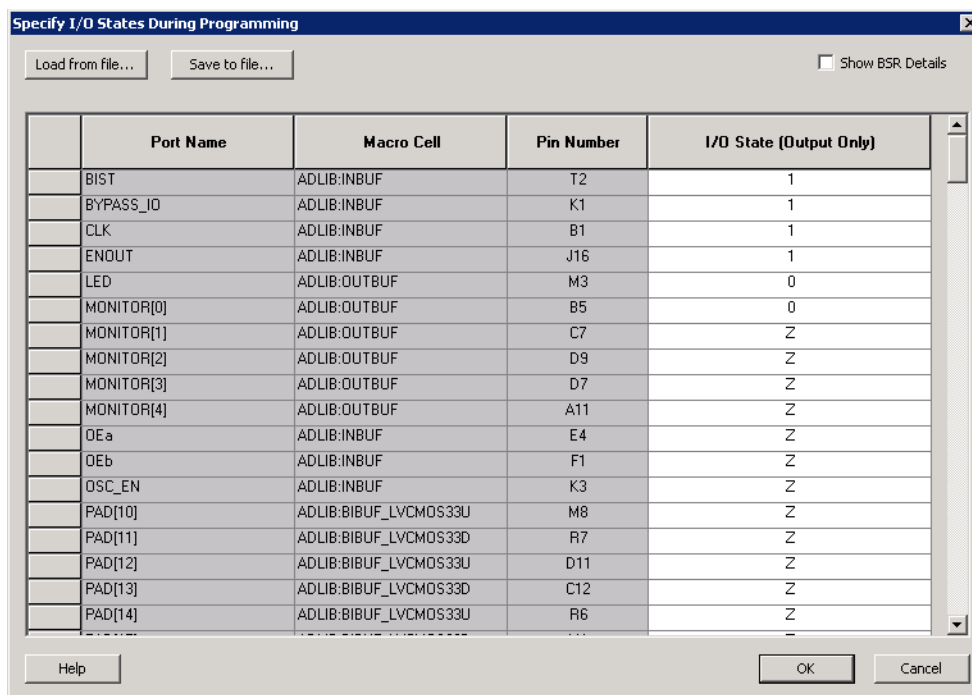 Specify I/O States During Programming
Load from file... Save to file... Show BSR Details
Port Name Macro Cell Pin Number I/O State (Output Only)
BIST ADLIB:INBUF T2 1
BYPASS_IO ADLIB:INBUF K1 1
CLK ADLIB:INBUF B1 1
ENOUT ADLIB:INBUF J16 1
LED ADLIB:OUTBUF M3 0
MONITOR[0] ADLIB:OUTBUF B5 0
MONITOR[1] ADLIB:OUTBUF C7 Z
MONITOR[2] ADLIB:OUTBUF D9 Z
MONITOR[3] ADLIB:OUTBUF D7 Z
MONITOR[4] ADLIB:OUTBUF A11 Z
OEa ADLIB:INBUF E4 Z
OEb ADLIB:INBUF F1 Z
OSC_EN ADLIB:INBUF K3 Z
PAD[10] ADLIB:BIBUF_LVCMOS33U M8 Z
PAD[11] ADLIB:BIBUF_LVCMOS33D R7 Z
PAD[12] ADLIB:BIBUF_LVCMOS33U D11 Z
PAD[13] ADLIB:BIBUF_LVCMOS33D C12 Z
PAD[14] ADLIB:BIBUF_LVCMOS33U R6 Z
Help OK Cancel